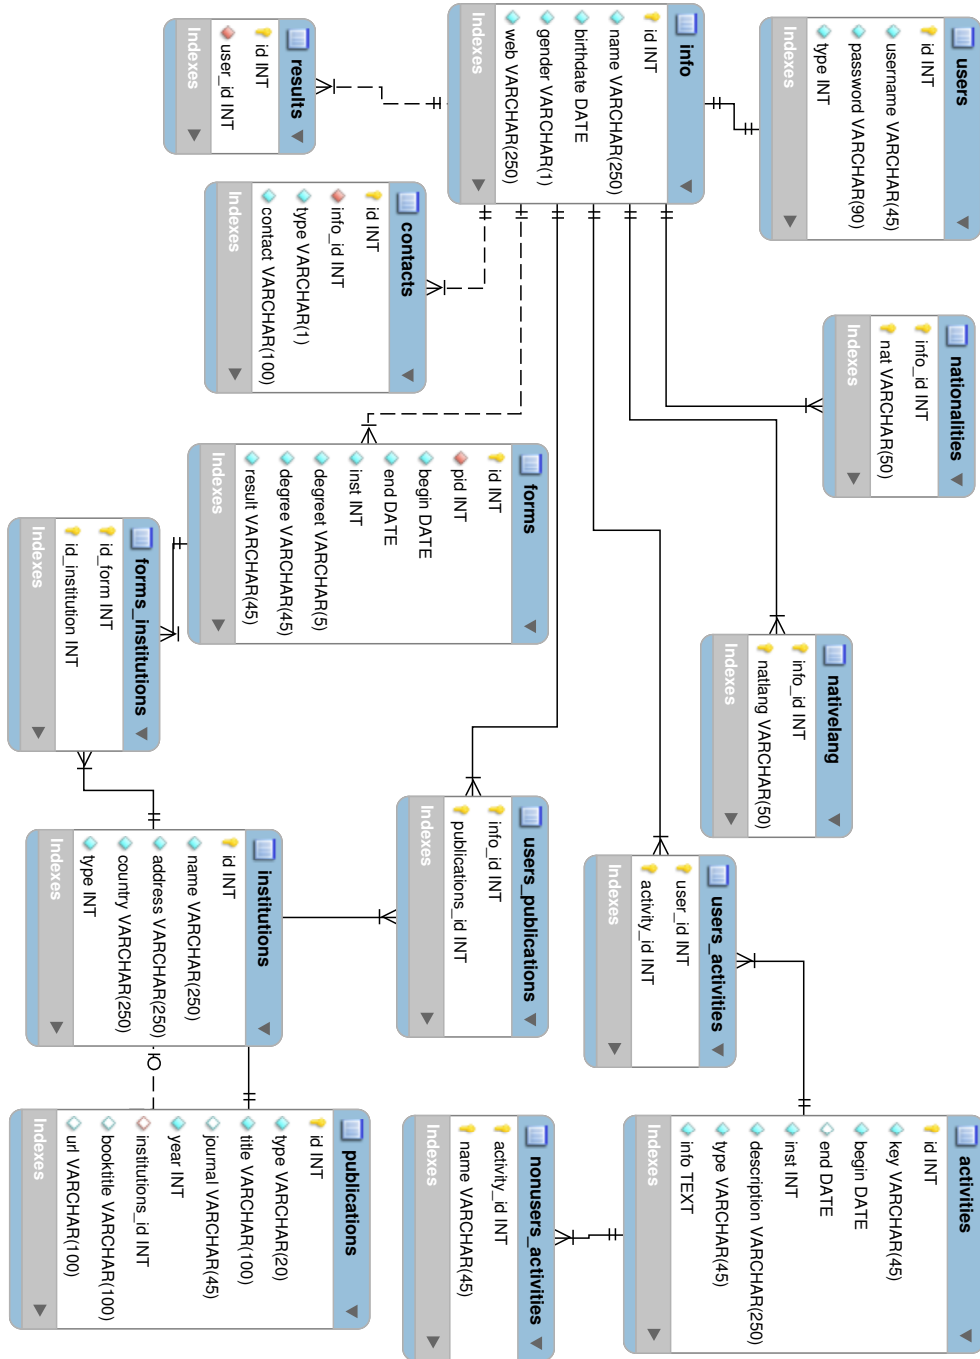 users
id INT
username VARCHAR(45)
password VARCHAR(90)
type INT
Indexes
nationalities
info_id INT
nat VARCHAR(50)
Indexes
nativelang
info_id INT
natlang VARCHAR(50)
Indexes
users_activities
user_id INT
activity_id INT
Indexes
activities
id INT
key VARCHAR(45)
begin DATE
end DATE
inst INT
description VARCHAR(250)
type VARCHAR(45)
info TEXT
Indexes
info
id INT
name VARCHAR(250)
birthdate DATE
gender VARCHAR(1)
web VARCHAR(250)
Indexes
users_publications
info_id INT
publications_id INT
Indexes
nonusers_activities
activity_id INT
name VARCHAR(45)
Indexes
results
id INT
user_id INT
Indexes
contacts
id INT
info_id INT
type VARCHAR(1)
contact VARCHAR(100)
Indexes
forms
id INT
pid INT
begin DATE
end DATE
inst INT
degreet VARCHAR(5)
degree VARCHAR(45)
result VARCHAR(45)
Indexes
forms_institutions
id_form INT
id_institution INT
Indexes
institutions
id INT
name VARCHAR(250)
address VARCHAR(250)
country VARCHAR(250)
type INT
Indexes
publications
id INT
type VARCHAR(20)
title VARCHAR(100)
journal VARCHAR(45)
year INT
institutions_id INT
booktitle VARCHAR(100)
url VARCHAR(100)
Indexes